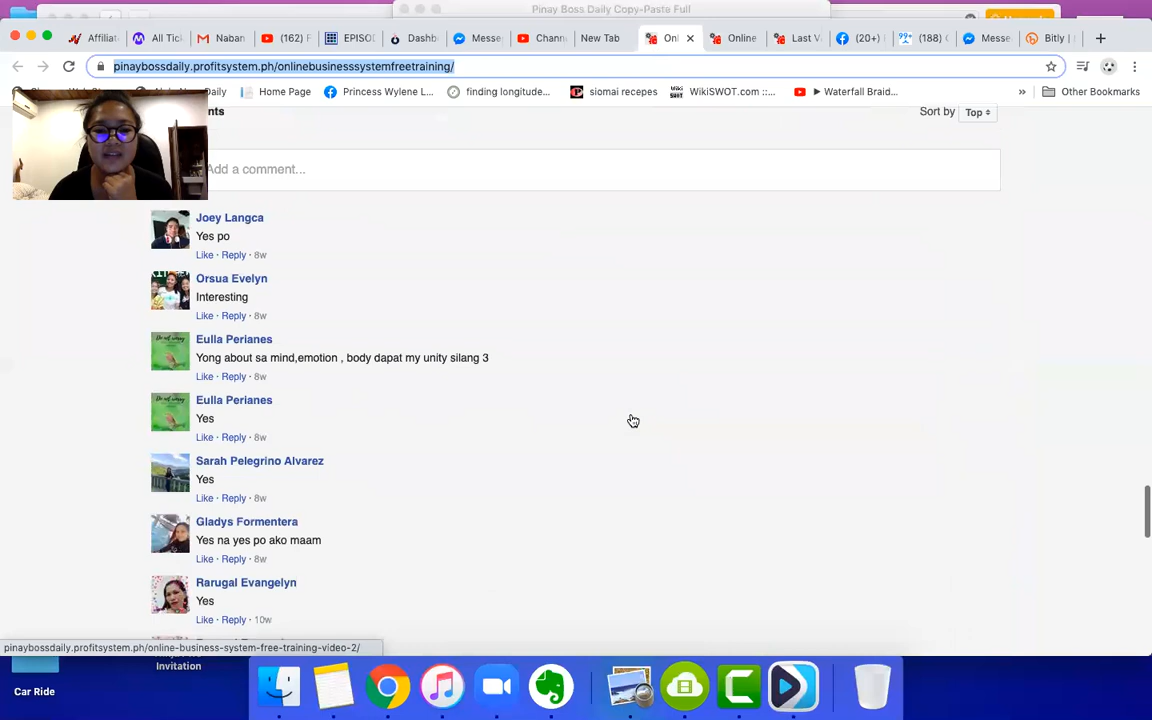 Pinay Boss Daily Copy-Paste Full
Affiliat
All Tic
Naban
(162) F
EPISO
Dashb
Messe
Chann
New Tab
Onl
Online
Last V
(20+)
(188)
Messe
Bitly |
pinaybossdaily.profitsystem.ph/onlinebusinesssystemfreetraining/
Home Page
Princess Wylene L...
finding longitude...
siomai recepes
WikiSWOT.com ::...
► Waterfall Braid...
»
Other Bookmarks
nts
Sort by
Top
Add a comment...
Joey Langca
Yes po
Like · Reply · 8w
Orsua Evelyn
Interesting
Like · Reply · 8w
Eulla Perianes
Yong about sa mind,emotion , body dapat my unity silang 3
Like · Reply · 8w
Eulla Perianes
Yes
Like · Reply · 8w
Sarah Pelegrino Alvarez
Yes
Like · Reply · 8w
Gladys Formentera
Yes na yes po ako maam
Like · Reply · 8w
Rarugal Evangelyn
Yes
Like · Reply · 10w
pinaybossdaily.profitsystem.ph/online-business-system-free-training-video-2/
Invitation
Car Ride